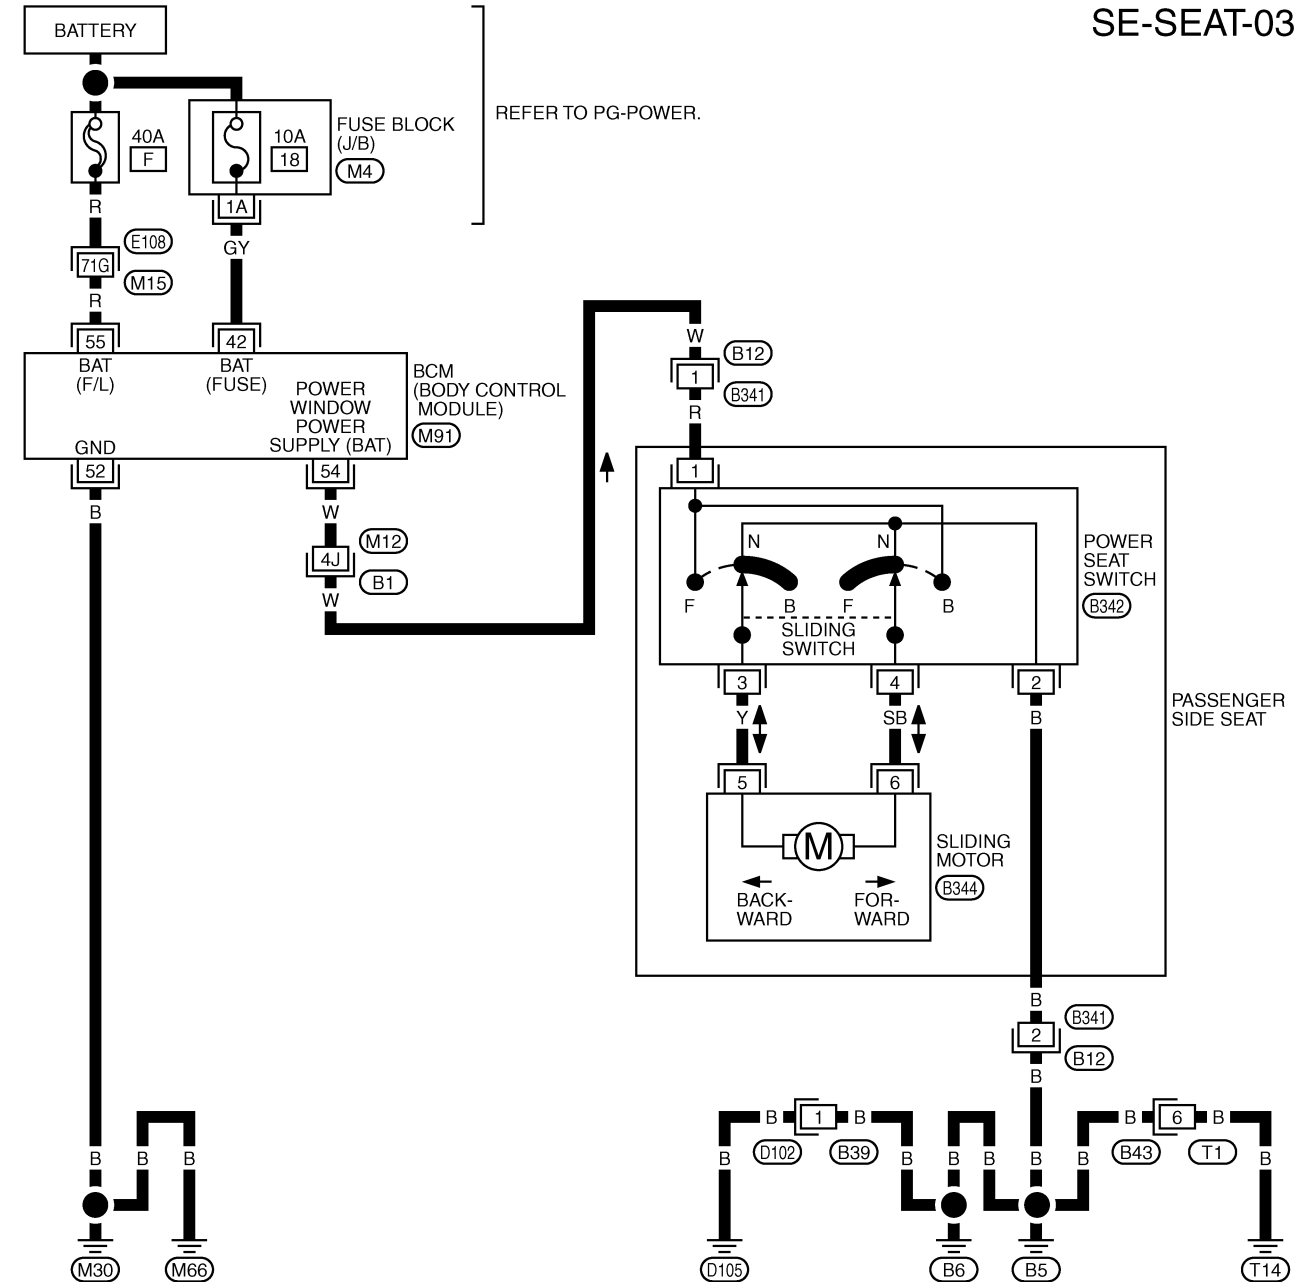 SE-SEAT-03
BATTERY
REFER TO PG-POWER.
40A
F
10A
18
FUSE BLOCK
(J/B)
M4
1A
R
GY
E108
71G
M15
R
55
42
BAT
(F/L)
BAT
(FUSE)
POWER
WINDOW
POWER
SUPPLY (BAT)
GND
BCM
(BODY CONTROL
MODULE)
M91
52
54
B
W
M12
4J
B1
W
W
B12
1
B341
R
1
N
N
F
B
F
B
SLIDING
SWITCH
POWER
SEAT
SWITCH
B342
3
4
2
Y
SB
B
PASSENGER
SIDE SEAT
5
6
M
BACK-
WARD
FOR-
WARD
SLIDING
MOTOR
B344
B
B341
2
B12
B
B
1
B
B
6
B
D102
B39
B43
T1
B
B
B
B
B
B
B
B
B
B
M30
M66
D105
B6
B5
T14